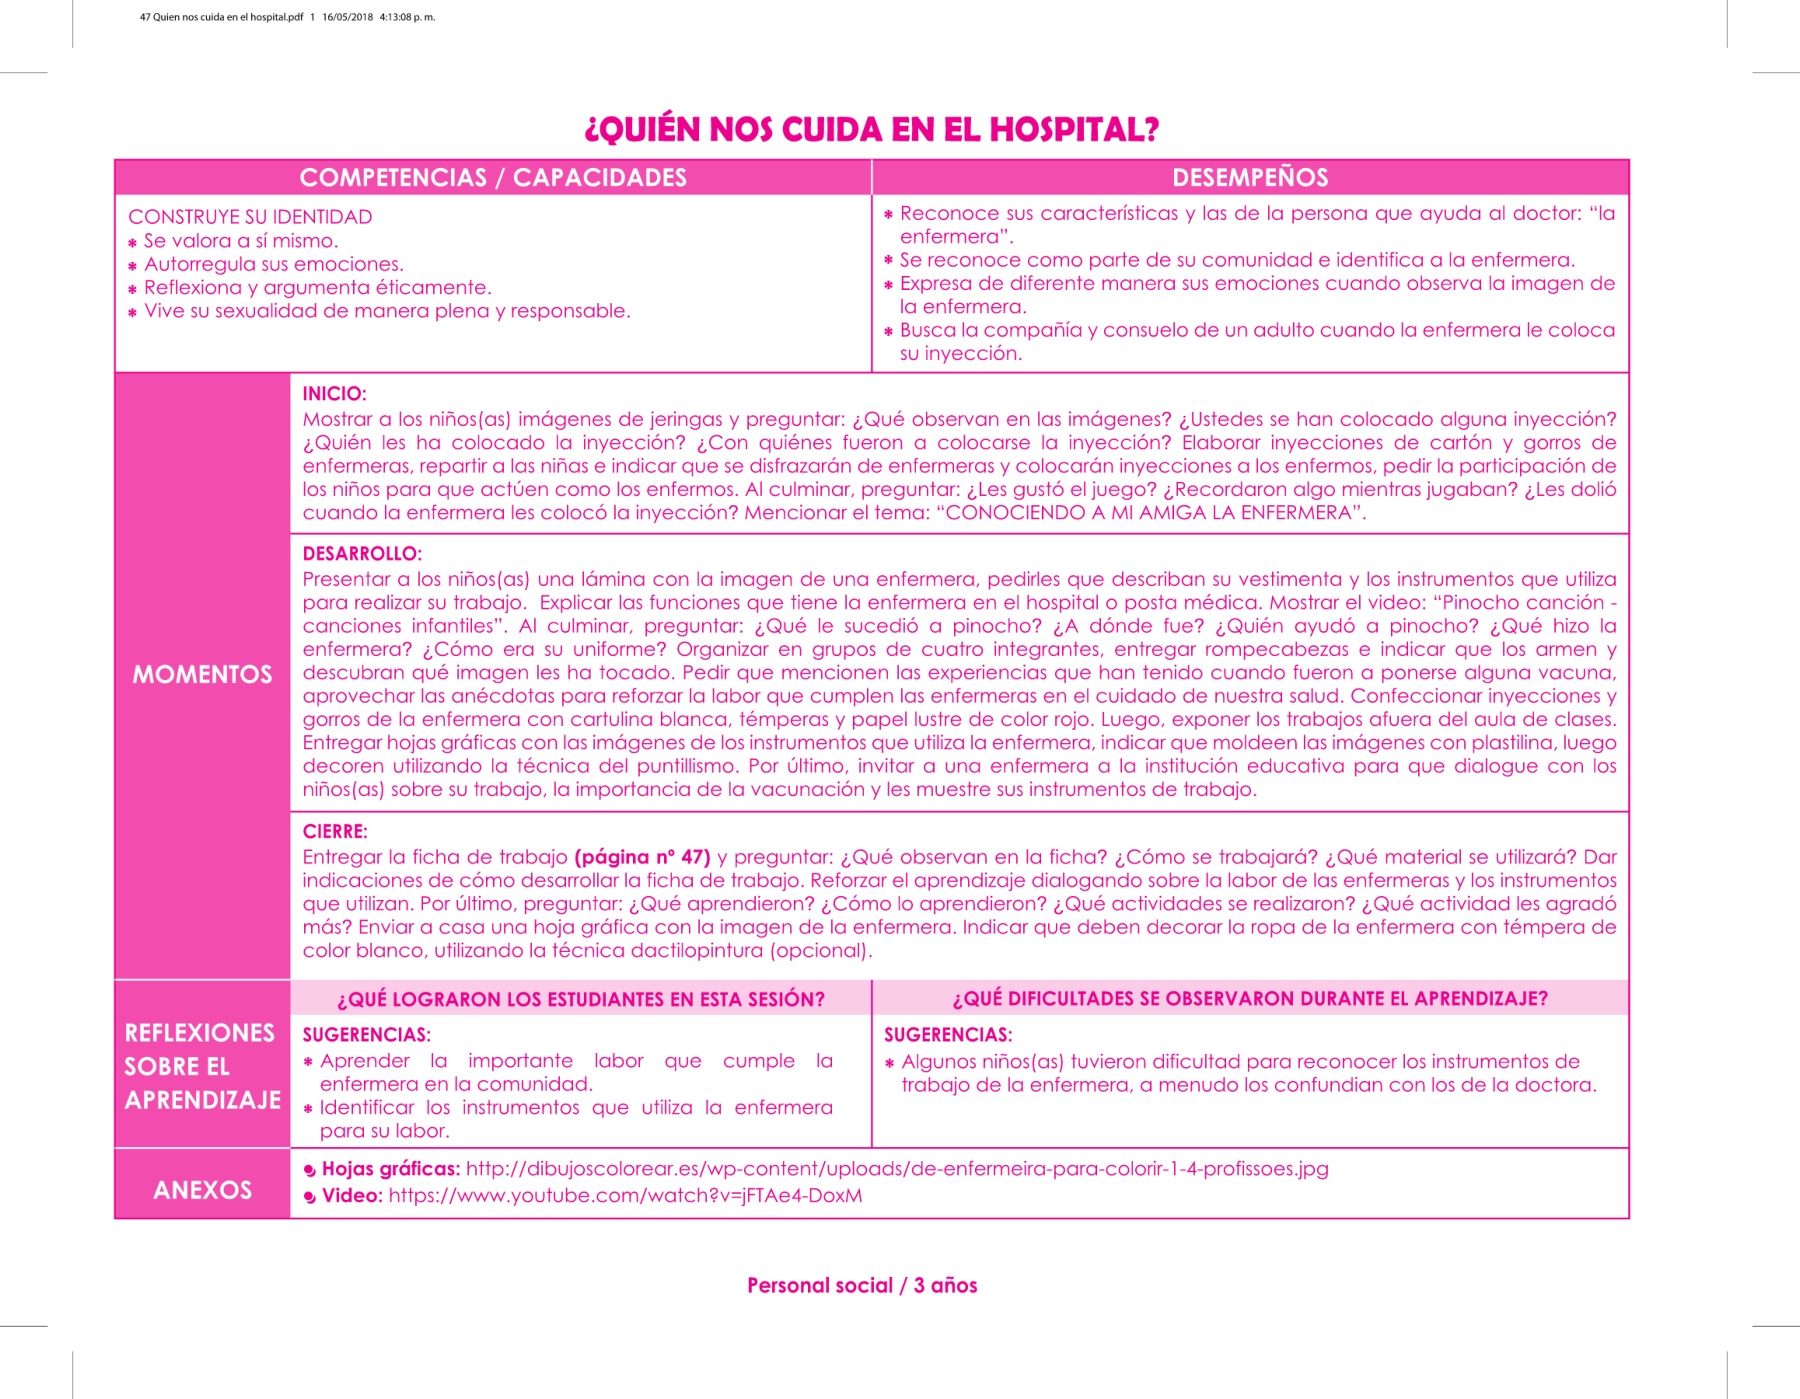 47 Quien nos cuida en el hospital.pdf 1 16/05/2018 4:13:08 p. m.
¿QUIÉN NOS CUIDA EN EL HOSPITAL?
COMPETENCIAS / CAPACIDADES
DESEMPEÑOS
CONSTRUYE SU IDENTIDAD
* Se valora a sí mismo.
* Autorregula sus emociones.
* Reflexiona y argumenta éticamente.
* Vive su sexualidad de manera plena y responsable.
* Reconoce sus características y las de la persona que ayuda al doctor: “la
enfermera”.
* Se reconoce como parte de su comunidad e identifica a la enfermera.
* Expresa de diferente manera sus emociones cuando observa la imagen de
la enfermera.
* Busca la compañía y consuelo de un adulto cuando la enfermera le coloca
su inyección.
MOMENTOS
INICIO:
Mostrar a los niños(as) imágenes de jeringas y preguntar: ¿Qué observan en las imágenes? ¿Ustedes se han colocado alguna inyección?
¿Quién les ha colocado la inyección? ¿Con quiénes fueron a colocarse la inyección? Elaborar inyecciones de cartón y gorros de
enfermeras, repartir a las niñas e indicar que se disfrazarán de enfermeras y colocarán inyecciones a los enfermos, pedir la participación de
los niños para que actúen como los enfermos. Al culminar, preguntar: ¿Les gustó el juego? ¿Recordaron algo mientras jugaban? ¿Les dolió
cuando la enfermera les colocó la inyección? Mencionar el tema: “CONOCIENDO A MI AMIGA LA ENFERMERA”.
DESARROLLO:
Presentar a los niños(as) una lámina con la imagen de una enfermera, pedirles que describan su vestimenta y los instrumentos que utiliza
para realizar su trabajo. Explicar las funciones que tiene la enfermera en el hospital o posta médica. Mostrar el video: “Pinocho canción -
canciones infantiles”. Al culminar, preguntar: ¿Qué le sucedió a pinocho? ¿A dónde fue? ¿Quién ayudó a pinocho? ¿Qué hizo la
enfermera? ¿Cómo era su uniforme? Organizar en grupos de cuatro integrantes, entregar rompecabezas e indicar que los armen y
descubran qué imagen les ha tocado. Pedir que mencionen las experiencias que han tenido cuando fueron a ponerse alguna vacuna,
aprovechar las anécdotas para reforzar la labor que cumplen las enfermeras en el cuidado de nuestra salud. Confeccionar inyecciones y
gorros de la enfermera con cartulina blanca, témperas y papel lustre de color rojo. Luego, exponer los trabajos afuera del aula de clases.
Entregar hojas gráficas con las imágenes de los instrumentos que utiliza la enfermera, indicar que moldeen las imágenes con plastilina, luego
decoren utilizando la técnica del puntillismo. Por último, invitar a una enfermera a la institución educativa para que dialogue con los
niños(as) sobre su trabajo, la importancia de la vacunación y les muestre sus instrumentos de trabajo.
CIERRE:
Entregar la ficha de trabajo (página nº 47) y preguntar: ¿Qué observan en la ficha? ¿Cómo se trabajará? ¿Qué material se utilizará? Dar
indicaciones de cómo desarrollar la ficha de trabajo. Reforzar el aprendizaje dialogando sobre la labor de las enfermeras y los instrumentos
que utilizan. Por último, preguntar: ¿Qué aprendieron? ¿Cómo lo aprendieron? ¿Qué actividades se realizaron? ¿Qué actividad les agradó
más? Enviar a casa una hoja gráfica con la imagen de la enfermera. Indicar que deben decorar la ropa de la enfermera con témpera de
color blanco, utilizando la técnica dactilopintura (opcional).
REFLEXIONES
SOBRE EL
APRENDIZAJE
¿QUÉ LOGRARON LOS ESTUDIANTES EN ESTA SESIÓN?
SUGERENCIAS:
* Aprender la importante labor que cumple la
enfermera en la comunidad.
* Identificar los instrumentos que utiliza la enfermera
para su labor.
¿QUÉ DIFICULTADES SE OBSERVARON DURANTE EL APRENDIZAJE?
SUGERENCIAS:
* Algunos niños(as) tuvieron dificultad para reconocer los instrumentos de
trabajo de la enfermera, a menudo los confundian con los de la doctora.
ANEXOS
Hojas gráficas: http://dibujoscolorear.es/wp-content/uploads/de-enfermeira-para-colorir-1-4-profissoes.jpg
Video: https://www.youtube.com/watch?v=jFTAe4-DoxM
Personal social / 3 años